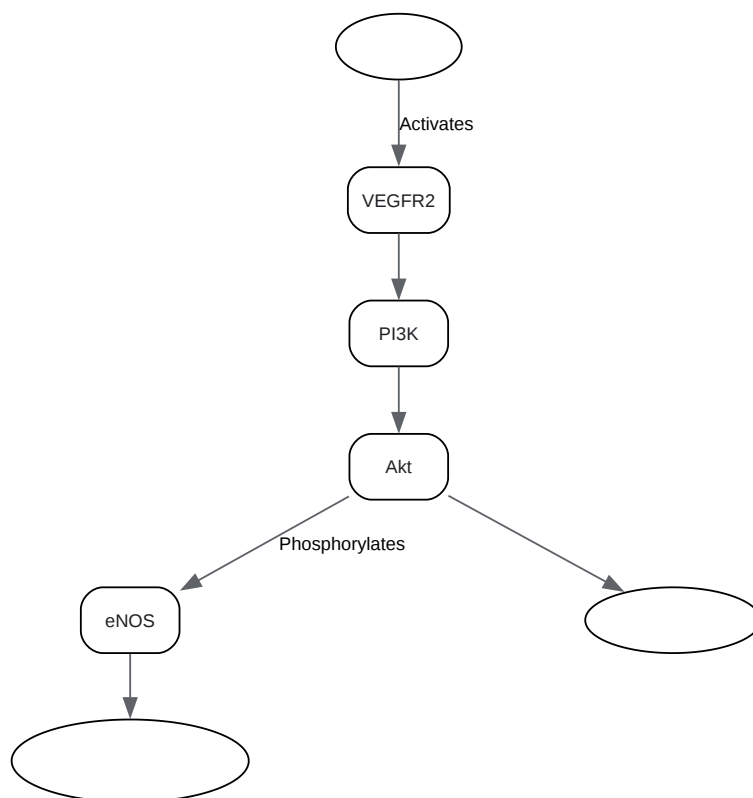 Activates
VEGFR2
PI3K
Akt
Phosphorylates
eNOS